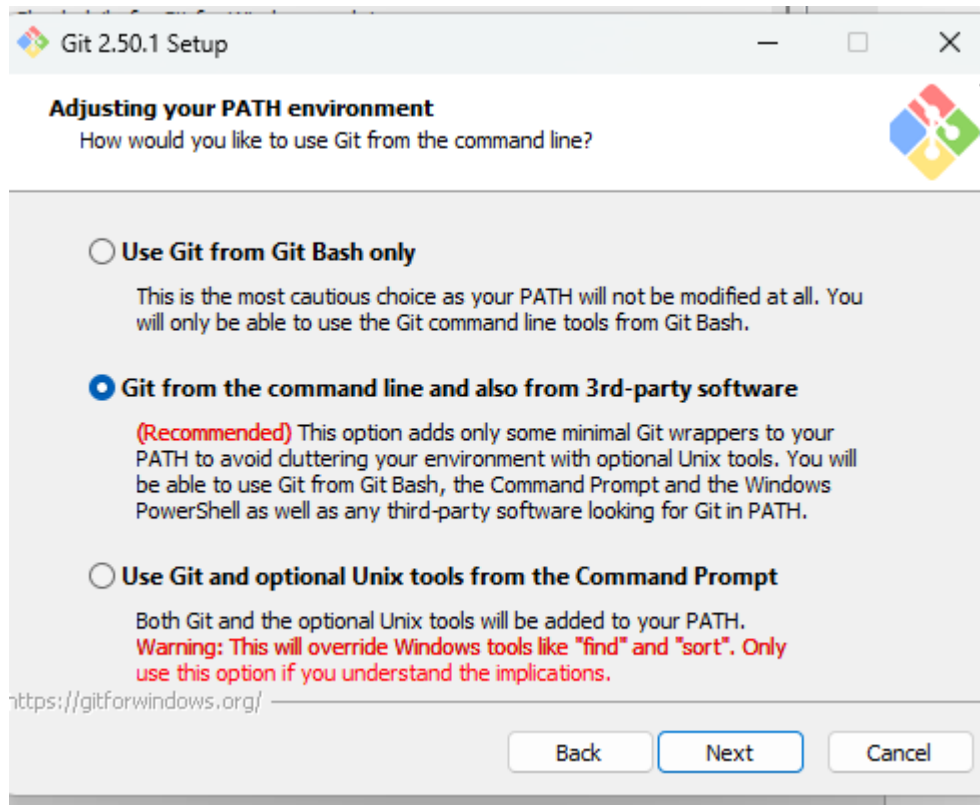 Git 2.50.1 Setup
Adjusting your PATH environment
How would you like to use Git from the command line?
Use Git from Git Bash only
This is the most cautious choice as your PATH will not be modified at all. You
will only be able to use the Git command line tools from Git Bash.
Git from the command line and also from 3rd-party software
(Recommended) This option adds only some minimal Git wrappers to your
PATH to avoid cluttering your environment with optional Unix tools. You will
be able to use Git from Git Bash, the Command Prompt and the Windows
PowerShell as well as any third-party software looking for Git in PATH.
Use Git and optional Unix tools from the Command Prompt
Both Git and the optional Unix tools will be added to your PATH.
Warning: This will override Windows tools like "find" and "sort". Only
use this option if you understand the implications.
https://gitforwindows.org/
Back Next Cancel